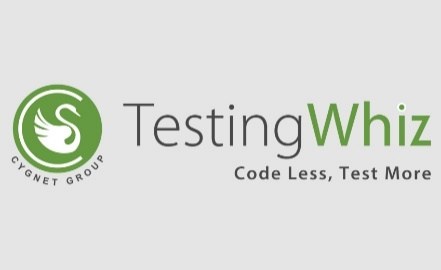 TestingWhiz
Code Less, Test More
CYGNET GROUP